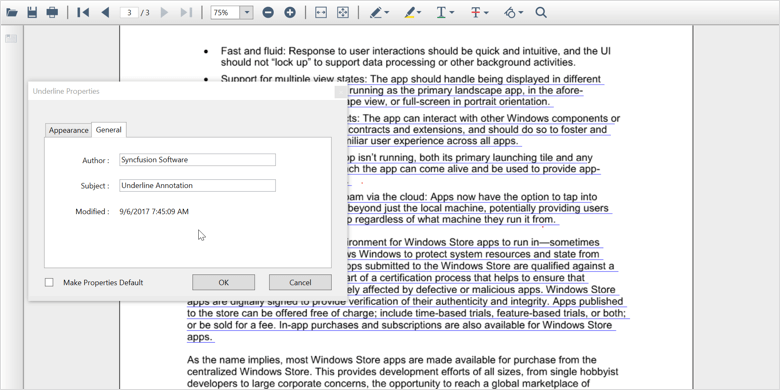 3 / 3
75%
Fast and fluid: Response to user interactions should be quick and intuitive, and the UI
should not “lock up” to support data processing or other background activities.
Support for multiple view states: The app should handle being displayed in different
running as the primary landscape app, in the afore-
ape view, or full-screen in portrait orientation.
cts: The app can interact with other Windows components or
contracts and extensions, and should do so to foster and
miliar user experience across all apps.
pp isn’t running, both its primary launching tile and any
ch the app can come alive and be used to provide app-
oam via the cloud: Apps now have the option to tap into
beyond just the local machine, potentially providing users
p regardless of what machine they run it from.
ironment for Windows Store apps to run in—sometimes
ws Windows to protect system resources and state from
pps submitted to the Windows Store are qualified against a
art of a certification process that helps to ensure that
ely affected by defective or malicious apps. Windows Store
apps are digitally signed to provide verification of their authenticity and integrity. Apps published
to the store can be offered free of charge; include time-based trials, feature-based trials, or both;
or be sold for a fee. In-app purchases and subscriptions are also available for Windows Store
apps.
As the name implies, most Windows Store apps are made available for purchase from the
centralized Windows Store. This provides development efforts of all sizes, from single hobbyist
developers to large corporate concerns, the opportunity to reach a global marketplace of
Underline Properties
Appearance
General
Author :
Syncfusion Software
Subject :
Underline Annotation
Modified :
9/6/2017 7:45:09 AM
Make Properties Default
OK
Cancel